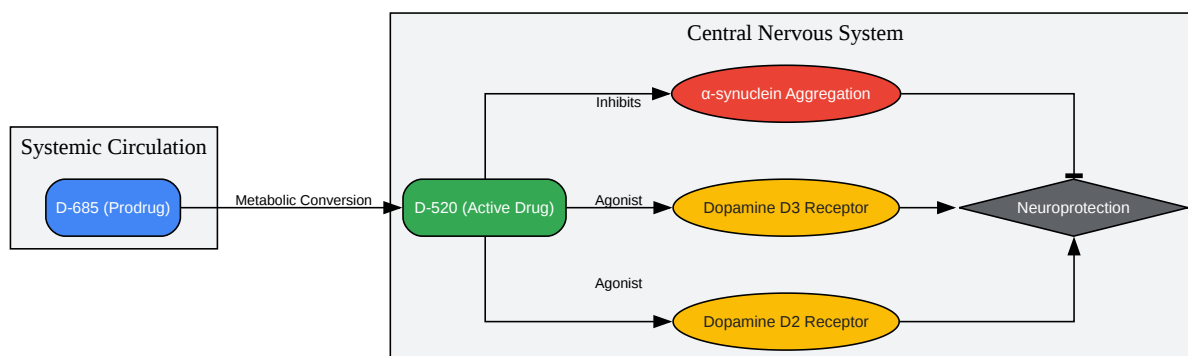 Central Nervous System
α-synuclein Aggregation
Inhibits
Systemic Circulation
D-685 (Prodrug)
Metabolic Conversion
D-520 (Active Drug)
Agonist
Dopamine D3 Receptor
Neuroprotection
Agonist
Dopamine D2 Receptor